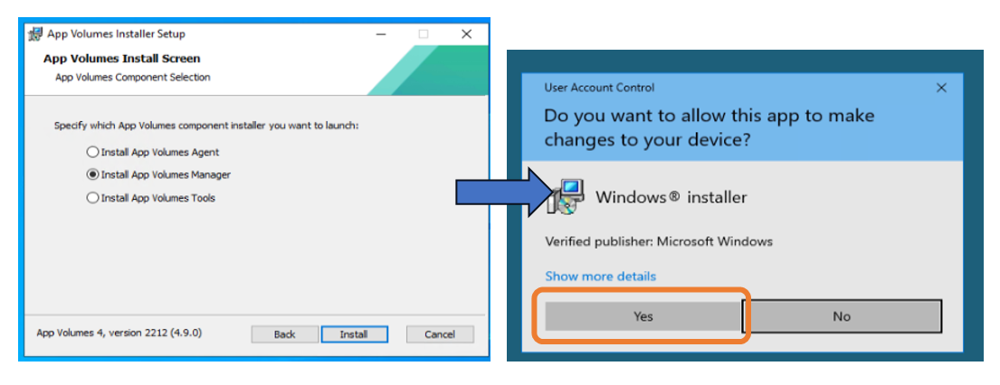 App Volumes Installer Setup
App Volumes Install Screen
App Volumes Component Selection
Specify which App Volumes component installer you want to launch:
Install App Volumes Agent
Install App Volumes Manager
Install App Volumes Tools
App Volumes 4, version 2212 (4.9.0)
Back
Install
Cancel
User Account Control
Do you want to allow this app to make
changes to your device?
Windows® installer
Verified publisher: Microsoft Windows
Show more details
Yes
No